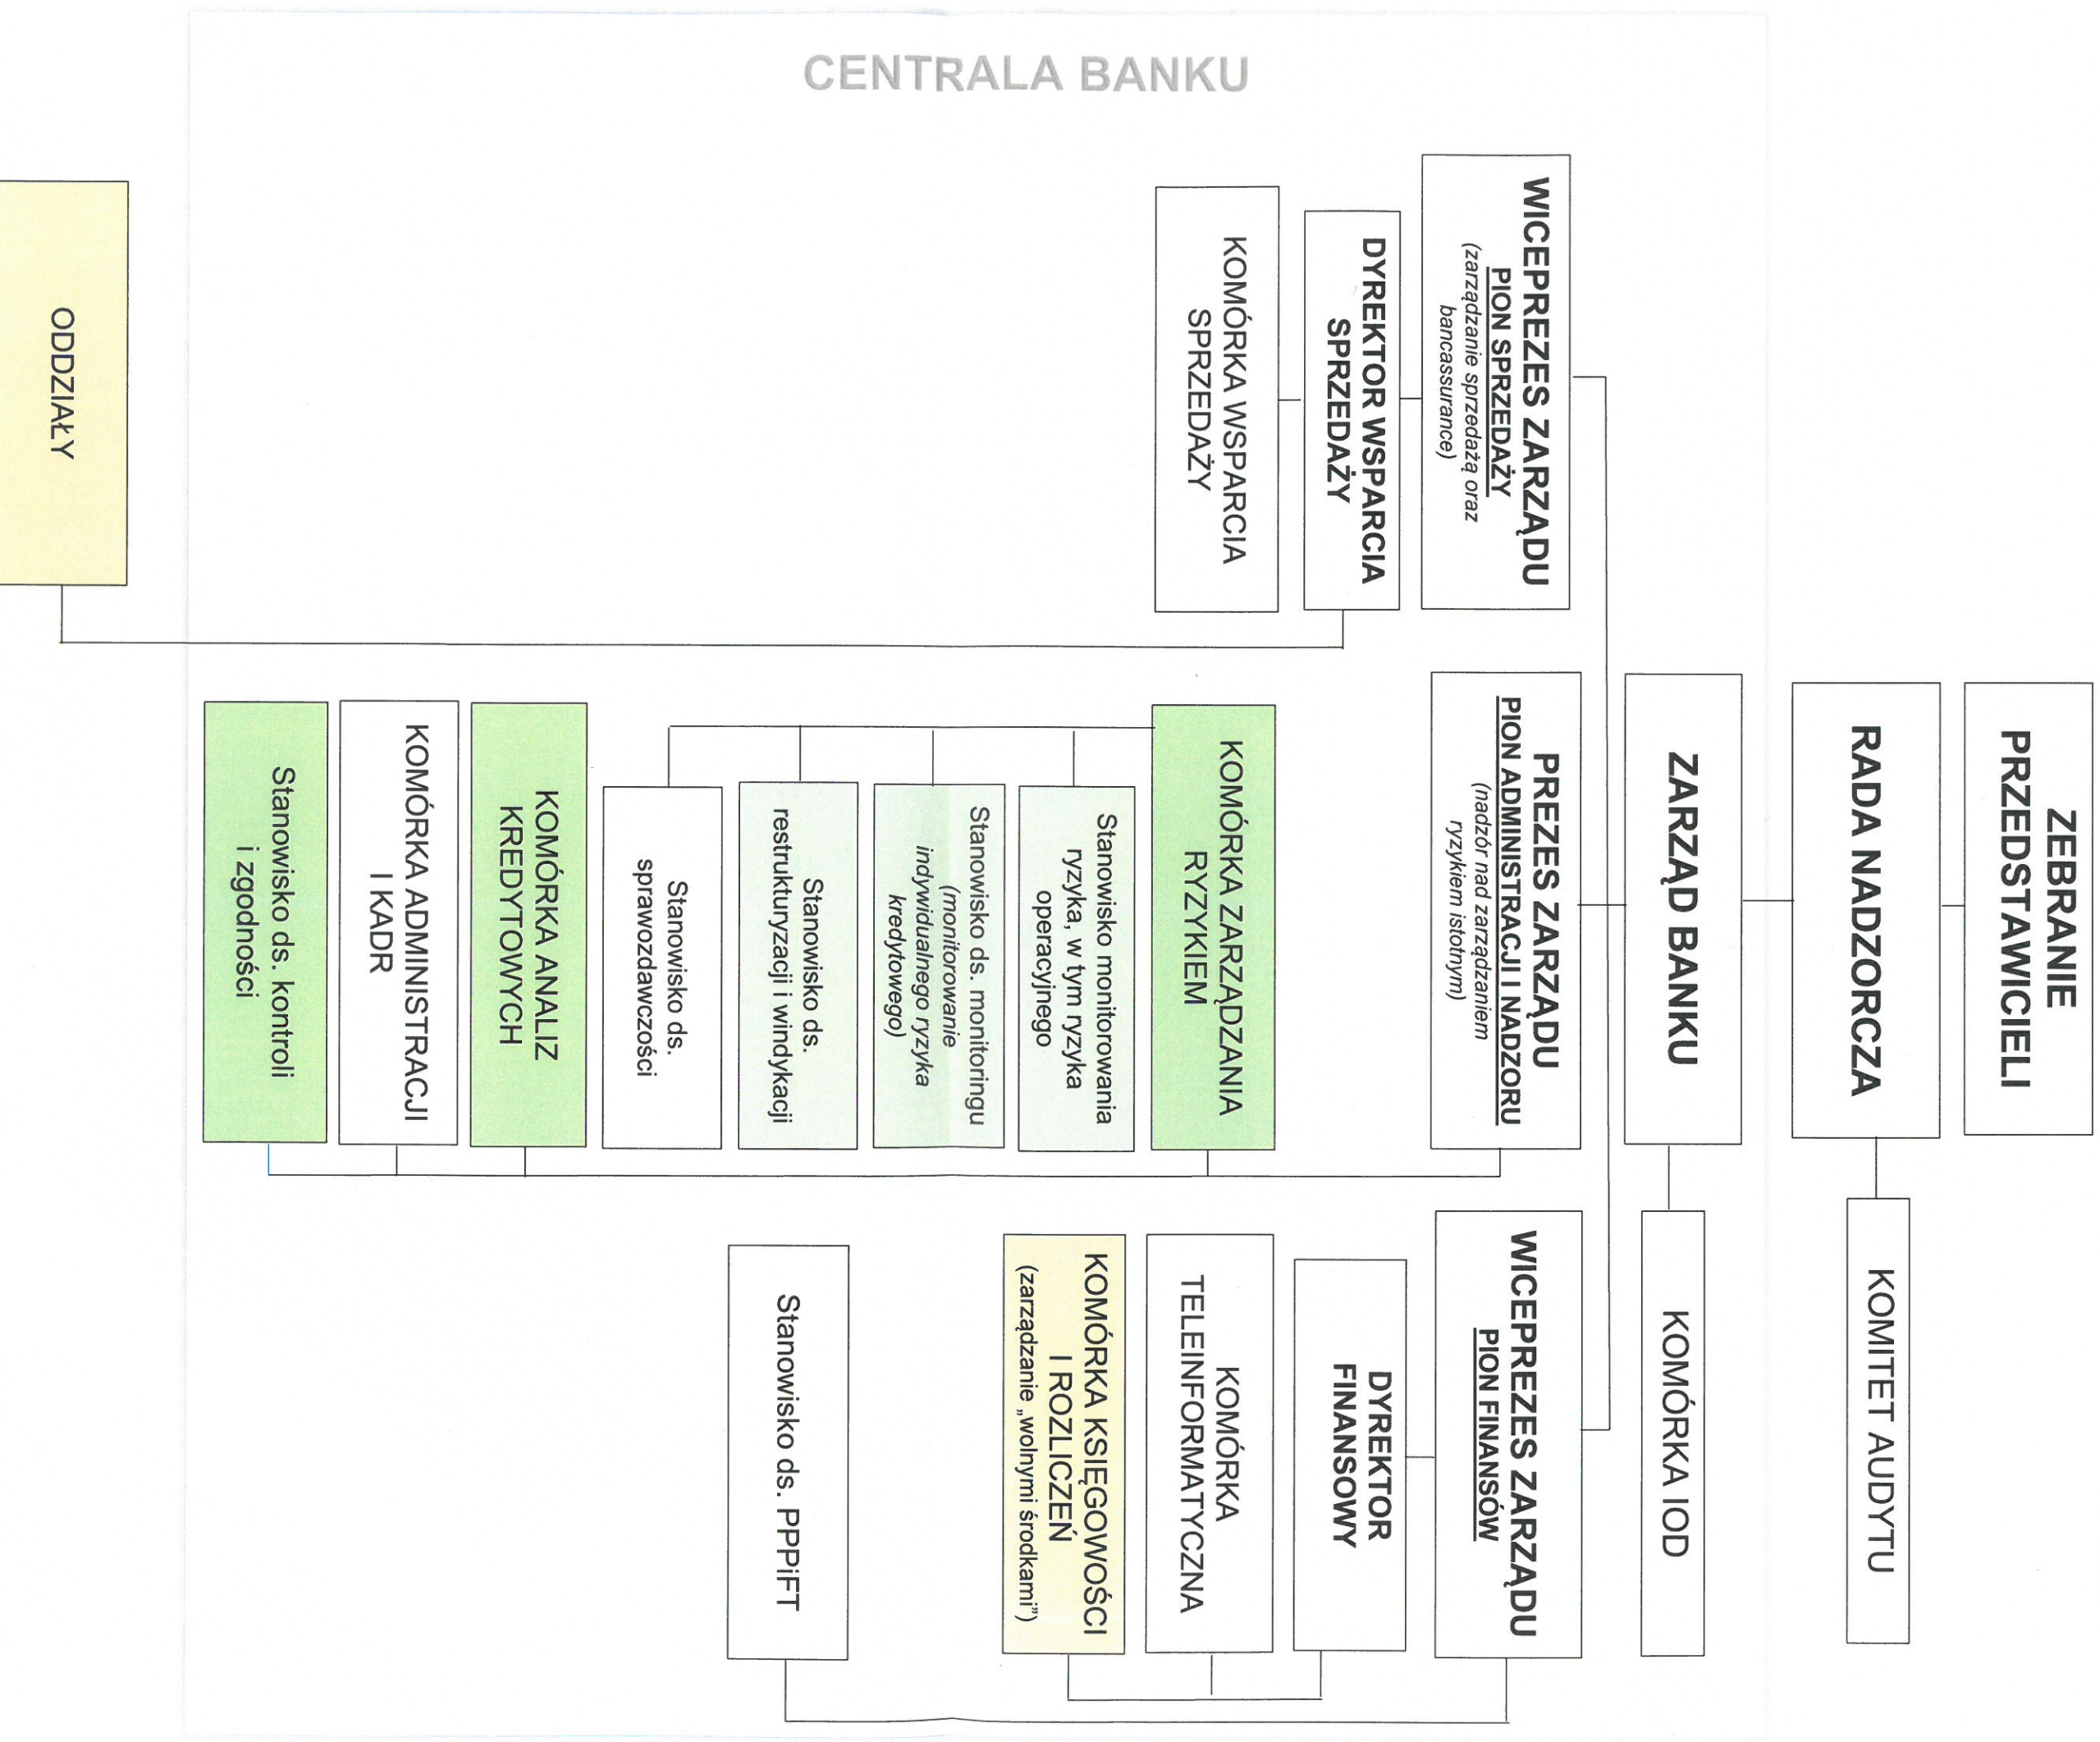 CENTRALA BANKU
ZEBRANIE
PRZEDSTAWICIELI
RADA NADZORCZA
KOMITET AUDYTU
ZARZĄD BANKU
KOMÓRKA IOD
WICEPREZES ZARZĄDU
PION SPRZEDAŻY
(zarządzanie sprzedażą oraz
bancassurance)
DYREKTOR WSPARCIA
SPRZEDAŻY
KOMÓRKA WSPARCIA
SPRZEDAŻY
ODDZIAŁY
PREZES ZARZĄDU
PION ADMINISTRACJI I NADZORU
(nadzór nad zarządzaniem
ryzykiem istotnym)
KOMÓRKA ZARZĄDZANIA
RYZYKIEM
Stanowisko monitorowania
ryzyka, w tym ryzyka
operacyjnego
Stanowisko ds. monitoringu
(monitorowanie
indywidualnego ryzyka
kredytowego)
Stanowisko ds.
restrukturyzacji i windykacji
Stanowisko ds.
sprawozdawczości
KOMÓRKA ANALIZ
KREDYTOWYCH
KOMÓRKA ADMINISTRACJI
I KADR
Stanowisko ds. kontroli
i zgodności
WICEPREZES ZARZĄDU
PION FINANSÓW
DYREKTOR
FINANSOWY
KOMÓRKA
TELEINFORMATYCZNA
KOMÓRKA KSIĘGOWOŚCI
I ROZLICZEŃ
(zarządzanie „wolnymi środkami”)
Stanowisko ds. PPPiFT